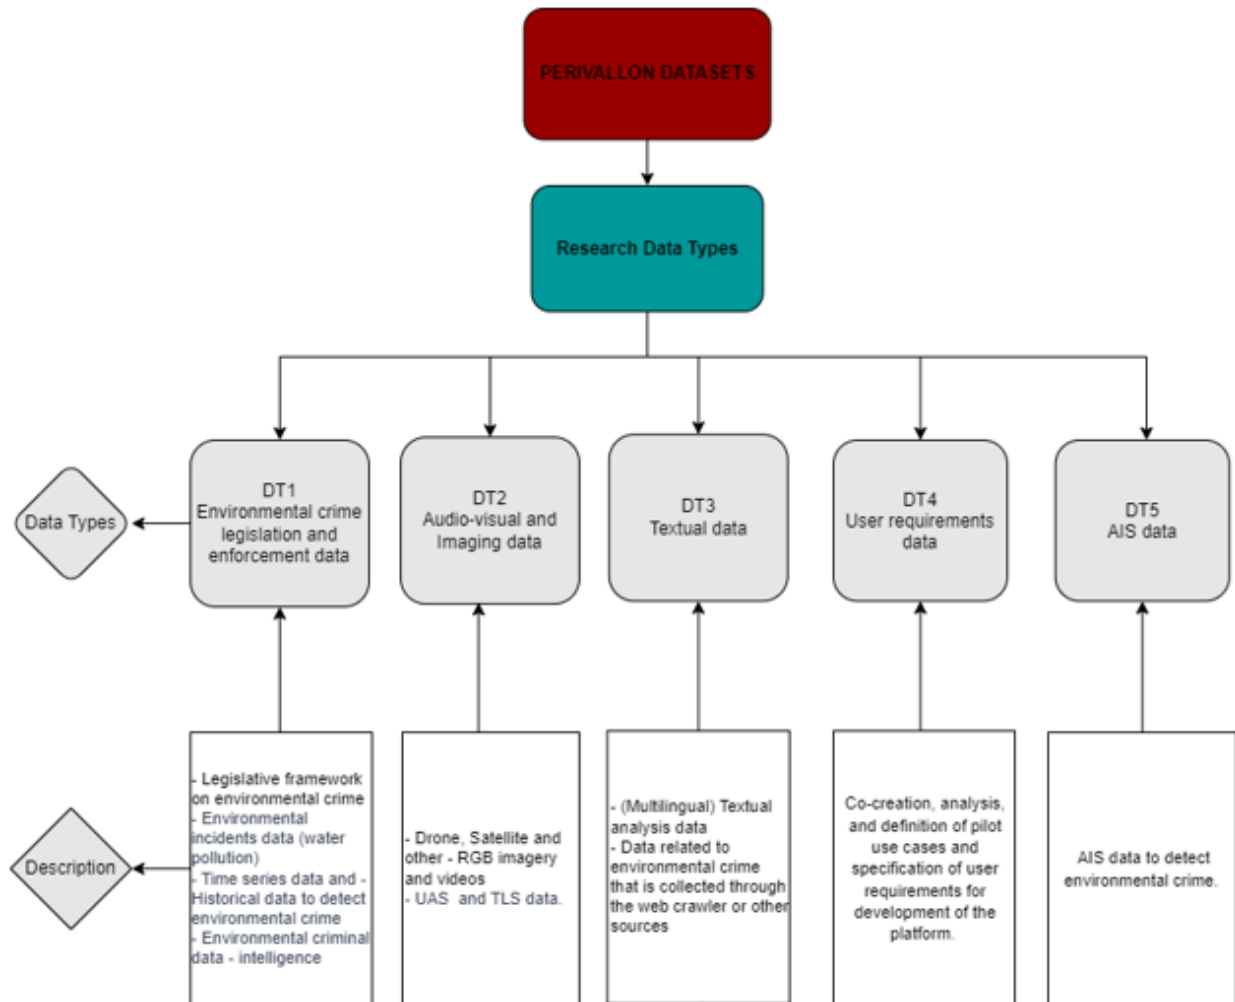 PERIVALLON DATASETS
Research Data Types
Data Types
DT1
Environmental crime
legislation and
enforcement data
DT2
Audio-visual and
Imaging data
DT3
Textual data
DT4
User requirements
data
DT5
AIS data
Description
- Legislative framework
on environmental crime
- Environmental
incidents data (water
pollution)
- Time series data and -
Historical data to detect
environmental crime
- Environmental criminal
data - intelligence
- Drone, Satellite and
other - RGB imagery
and videos
- UAS and TLS data.
- (Multilingual) Textual
analysis data
- Data related to
environmental crime
that is collected through
the web crawler or other
sources
Co-creation, analysis,
and definition of pilot
use cases and
specification of user
requirements for
development of the
platform.
AIS data to detect
environmental crime.